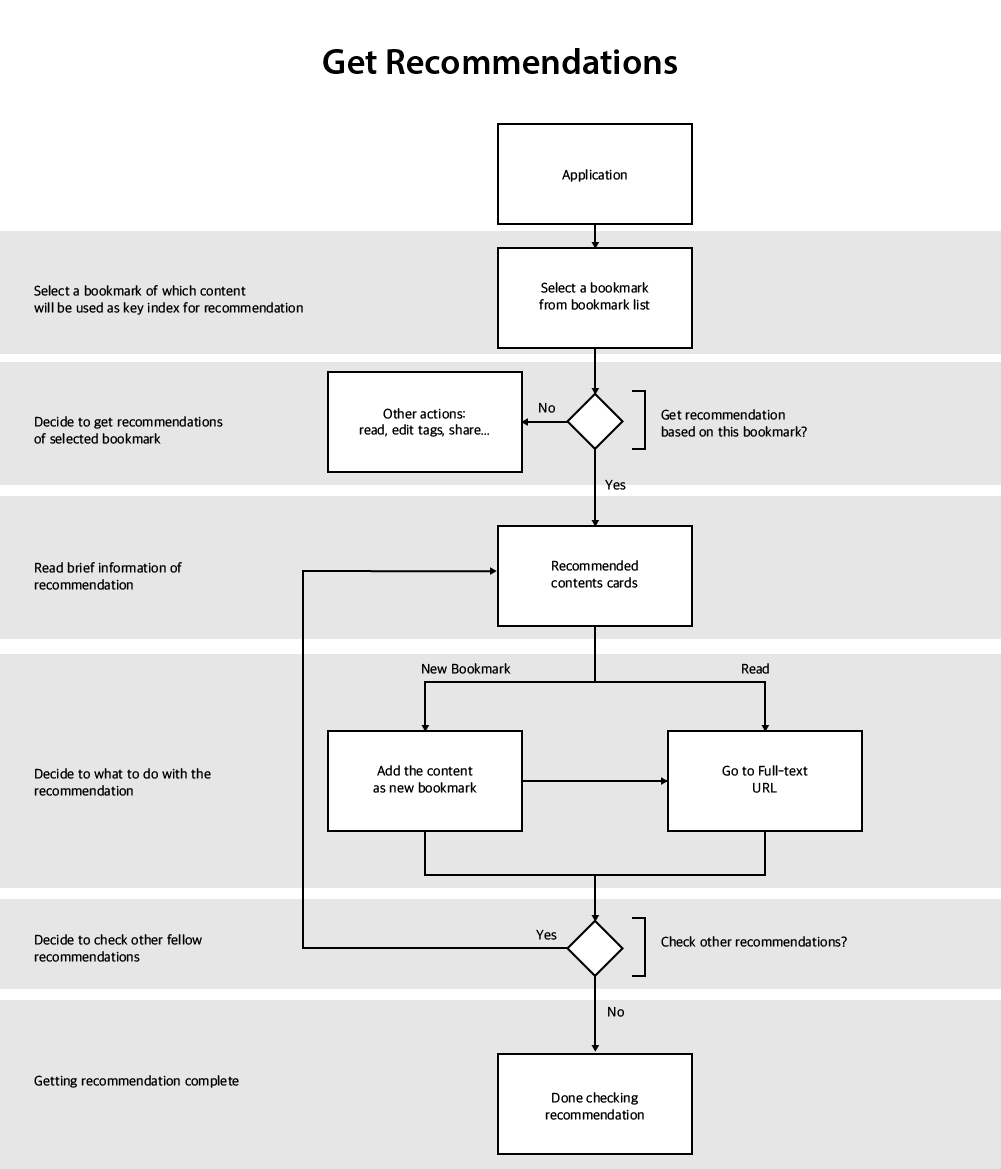 Get Recommendations
Application
Select a bookmark of which content
will be used as key index for recommendation
Select a bookmark
from bookmark list
Decide to get recommendations
of selected bookmark
Other actions:
read, edit tags, share...
No
Get recommendation
based on this bookmark?
Yes
Read brief information of
recommendation
Recommended
contents cards
New Bookmark
Read
Decide to what to do with the
recommendation
Add the content
as new bookmark
Go to Full-text
URL
Decide to check other fellow
recommendations
Yes
Check other recommendations?
No
Getting recommendation complete
Done checking
recommendation